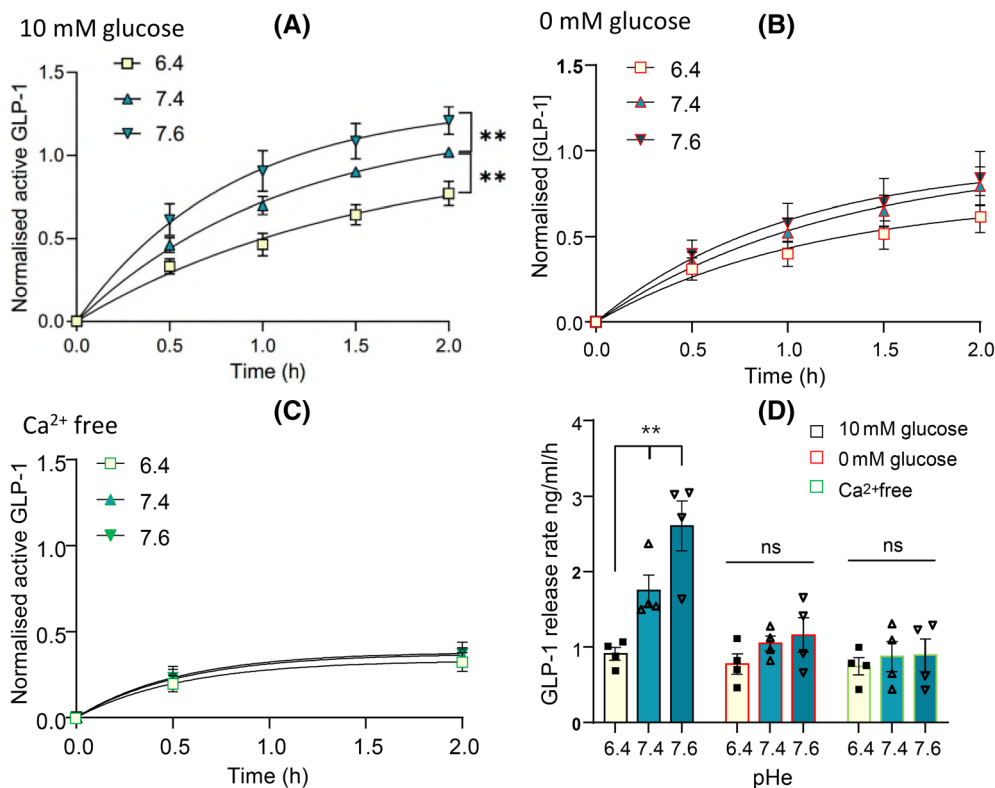 10 mM glucose
(A)
6.4
7.4
7.6
Normalized active GLP-1
1.5
1.0
0.5
0.0
**
**
0.0 0.5 1.0 1.5 2.0
Time (h)
0 mM glucose
(B)
6.4
7.4
7.6
Normalised [GLP-1]
1.5
1.0
0.5
0.0
0.0 0.5 1.0 1.5 2.0
Time (h)
Ca²⁺ free
(C)
6.4
7.4
7.6
Normalised active GLP-1
1.5
1.0
0.5
0.0
0.0 0.5 1.0 1.5 2.0
Time (h)
(D)
10 mM glucose
0 mM glucose
Ca²⁺free
GLP-1 release rate ng/ml/h
4
3
2
1
0
**
ns
ns
6.4 7.4 7.6 6.4 7.4 7.6 6.4 7.4 7.6
pHe